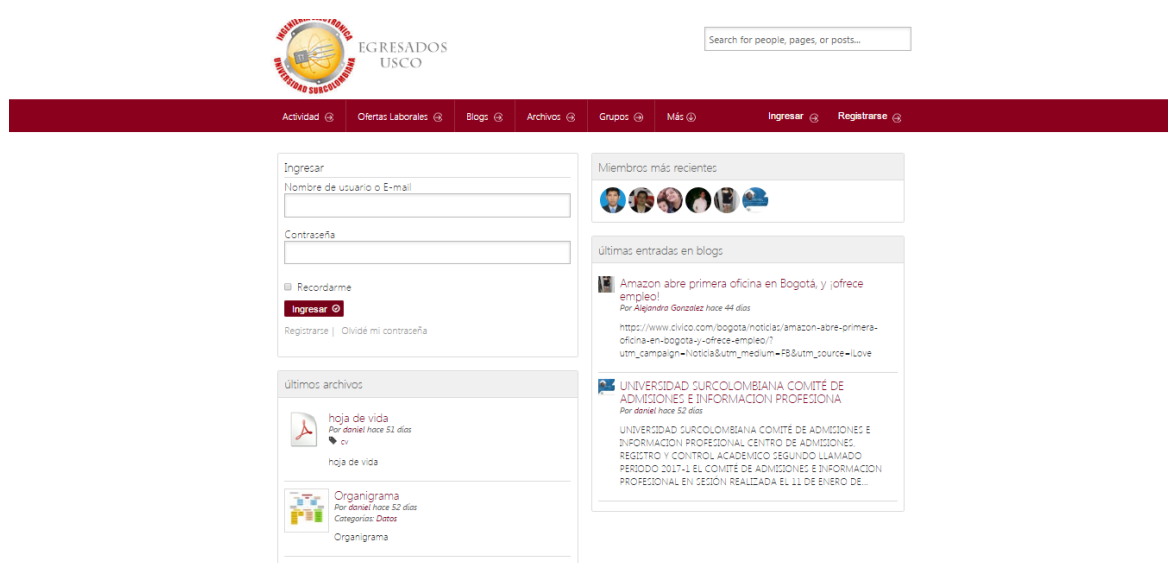 INGENIERIA ELECTRONICA
UNIVERSIDAD SURCOLOMBIANA
EGRESADOS
USCO
Search for people, pages, or posts...
Actividad
Ofertas Laborales
Blogs
Archivos
Grupos
Más
Ingresar
Registrarse
Ingresar
Nombre de usuario o E-mail
Contraseña
Recordarme
Ingresar
Registrarse | Olvidé mi contraseña
últimos archivos
hoja de vida
Por daniel hace 51 días
cv
hoja de vida
Organigrama
Por daniel hace 52 días
Categorías: Datos
Organigrama
Miembros más recientes
últimas entradas en blogs
Amazon abre primera oficina en Bogotá, y ¡ofrece
empleo!
Por Alejandra Gonzalez hace 44 días
https://www.civico.com/bogota/noticias/amazon-abre-primera-
oficina-en-bogota-y-ofrece-empleo/?
utm_campaign=Noticia&utm_medium=FB&utm_source=iLove
UNIVERSIDAD SURCOLOMBIANA COMITÉ DE
ADMISIONES E INFORMACION PROFESIONA
Por daniel hace 52 días
UNIVERSIDAD SURCOLOMBIANA COMITÉ DE ADMISIONES E
INFORMACION PROFESIONAL CENTRO DE ADMISIONES,
REGISTRO Y CONTROL ACADEMICO SEGUNDO LLAMADO
PERIODO 2017-1 EL COMITÉ DE ADMISIONES E INFORMACION
PROFESIONAL EN SESIÓN REALIZADA EL 11 DE ENERO DE...